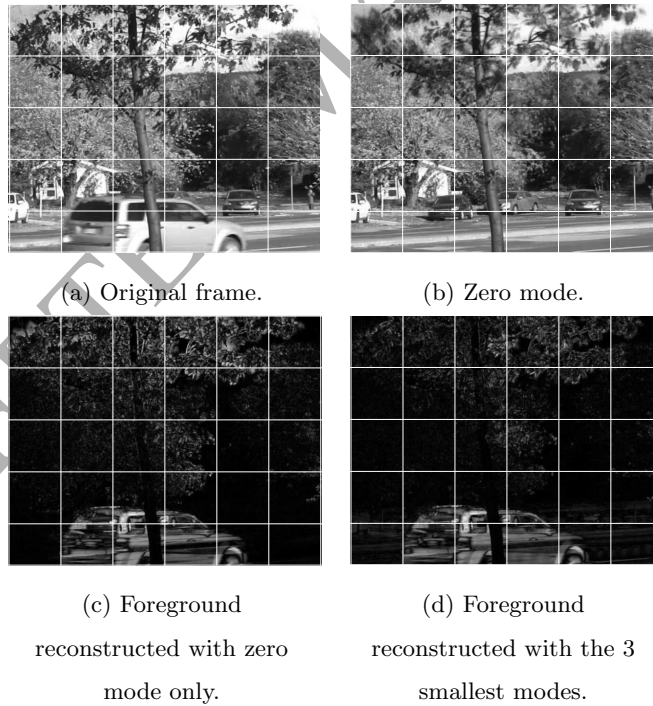 (a) Original frame.
(b) Zero mode.
(c) Foreground
reconstructed with zero
mode only.
(d) Foreground
reconstructed with the 3
smallest modes.